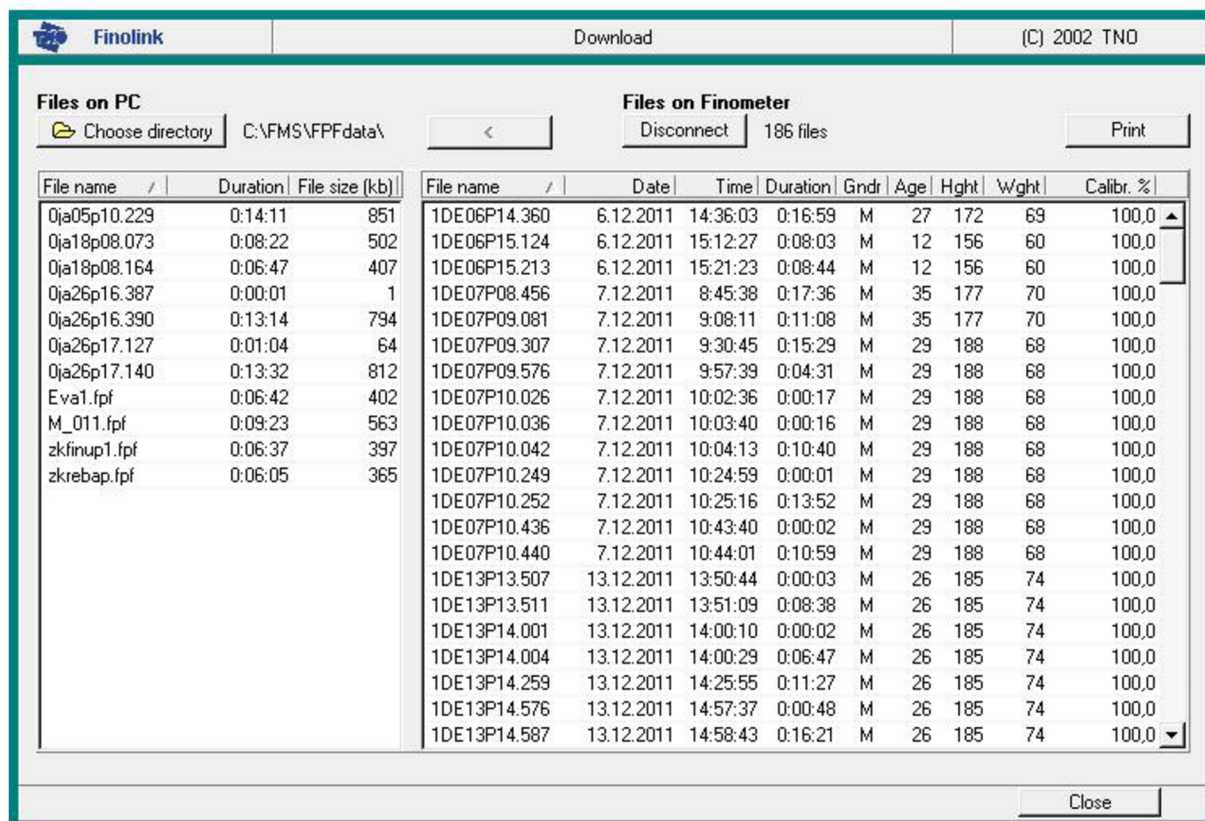 Finolink Download (C) 2002 TNO
Files on PC Files on Finometer
Choose directory C:\FMS\FPFdata\ < Disconnect 186 files Print
File name / Duration File size (kb) File name / Date Time Duration Gndr Age Hght Wght Calibr. %
0ja05p10.229 0:14:11 851 1DE06P14.360 6.12.2011 14:36:03 0:16:59 M 27 172 69 100,0
0ja18p08.073 0:08:22 502 1DE06P15.124 6.12.2011 15:12:27 0:08:03 M 12 156 60 100,0
0ja18p08.164 0:06:47 407 1DE06P15.213 6.12.2011 15:21:23 0:08:44 M 12 156 60 100,0
0ja26p16.387 0:00:01 1 1DE07P08.456 7.12.2011 8:45:38 0:17:36 M 35 177 70 100,0
0ja26p16.390 0:13:14 794 1DE07P09.081 7.12.2011 9:08:11 0:11:08 M 35 177 70 100,0
0ja26p17.127 0:01:04 64 1DE07P09.307 7.12.2011 9:30:45 0:15:29 M 29 188 68 100,0
0ja26p17.140 0:13:32 812 1DE07P09.576 7.12.2011 9:57:39 0:04:31 M 29 188 68 100,0
Eva1.fpf 0:06:42 402 1DE07P10.026 7.12.2011 10:02:36 0:00:17 M 29 188 68 100,0
M_011.fpf 0:09:23 563 1DE07P10.036 7.12.2011 10:03:40 0:00:16 M 29 188 68 100,0
zkfinup1.fpf 0:06:37 397 1DE07P10.042 7.12.2011 10:04:13 0:10:40 M 29 188 68 100,0
zkrebap.fpf 0:06:05 365 1DE07P10.249 7.12.2011 10:24:59 0:00:01 M 29 188 68 100,0
1DE07P10.252 7.12.2011 10:25:16 0:13:52 M 29 188 68 100,0
1DE07P10.436 7.12.2011 10:43:40 0:00:02 M 29 188 68 100,0
1DE07P10.440 7.12.2011 10:44:01 0:10:59 M 29 188 68 100,0
1DE13P13.507 13.12.2011 13:50:44 0:00:03 M 26 185 74 100,0
1DE13P13.511 13.12.2011 13:51:09 0:08:38 M 26 185 74 100,0
1DE13P14.001 13.12.2011 14:00:10 0:00:02 M 26 185 74 100,0
1DE13P14.004 13.12.2011 14:00:29 0:06:47 M 26 185 74 100,0
1DE13P14.259 13.12.2011 14:25:55 0:11:27 M 26 185 74 100,0
1DE13P14.576 13.12.2011 14:57:37 0:00:48 M 26 185 74 100,0
1DE13P14.587 13.12.2011 14:58:43 0:16:21 M 26 185 74 100,0
Close